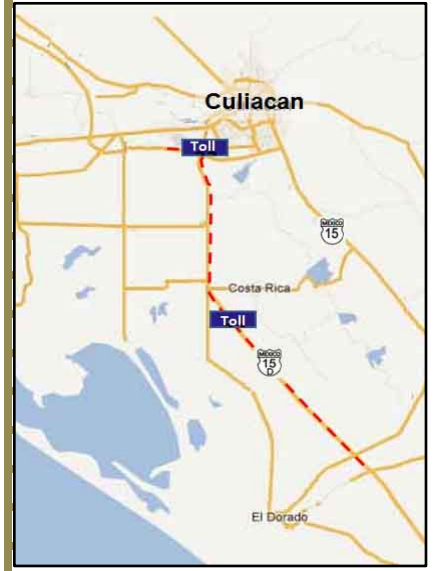 Culiacan
Toll
MEXICO
15
Costa Rica
Toll
MEXICO
15
D
El Dorado